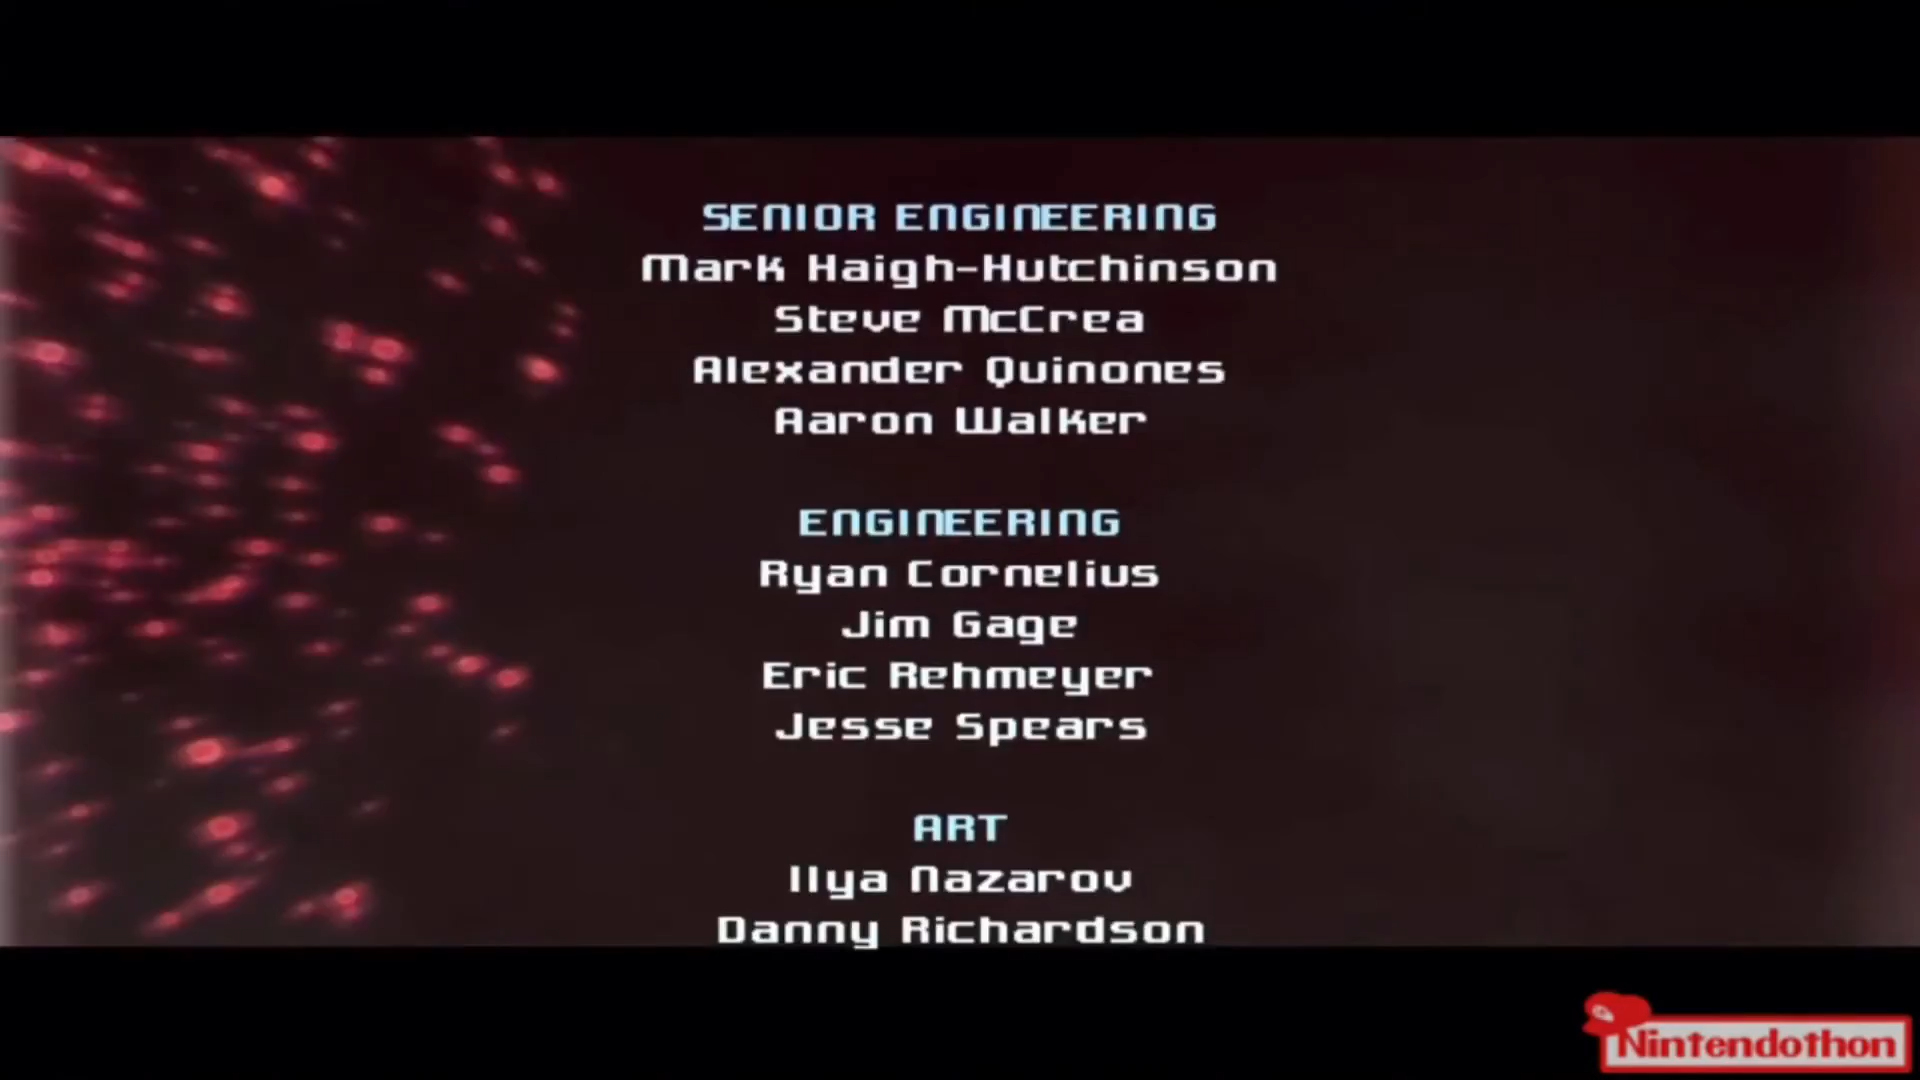 SENIOR ENGINEERING
Mark Haigh-Hutchinson
Steve McCrea
Alexander Quinones
Aaron Walker
ENGINEERING
Ryan Cornelius
Jim Gage
Eric Rehmeyer
Jesse Spears
ART
Ilya Nazarov
Danny Richardson
Nintendothon